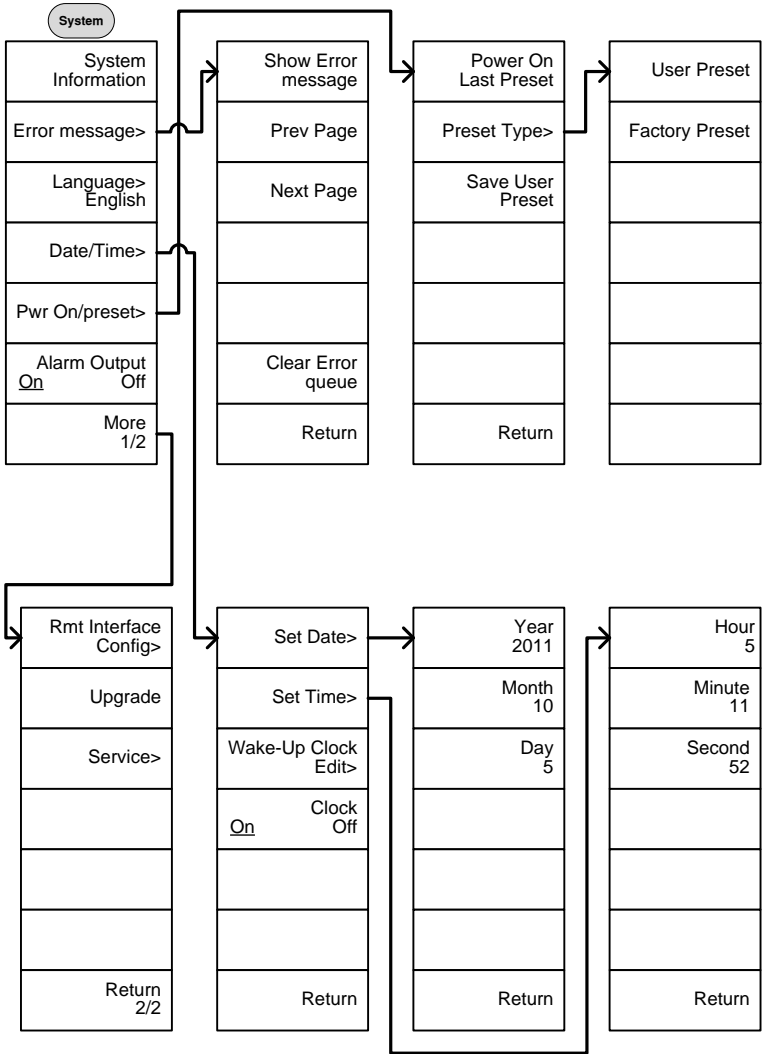 System
System
Information
Error message>
Language>
English
Date/Time>
Pwr On/preset>
Alarm Output
On Off
More
1/2
Show Error
message
Prev Page
Next Page
Clear Error
queue
Return
Power On
Last Preset
Preset Type>
Save User
Preset
Return
User Preset
Factory Preset
Rmt Interface
Config>
Upgrade
Service>
Return
2/2
Set Date>
Set Time>
Wake-Up Clock
Edit>
Clock
On Off
Return
Year
2011
Month
10
Day
5
Return
Hour
5
Minute
11
Second
52
Return